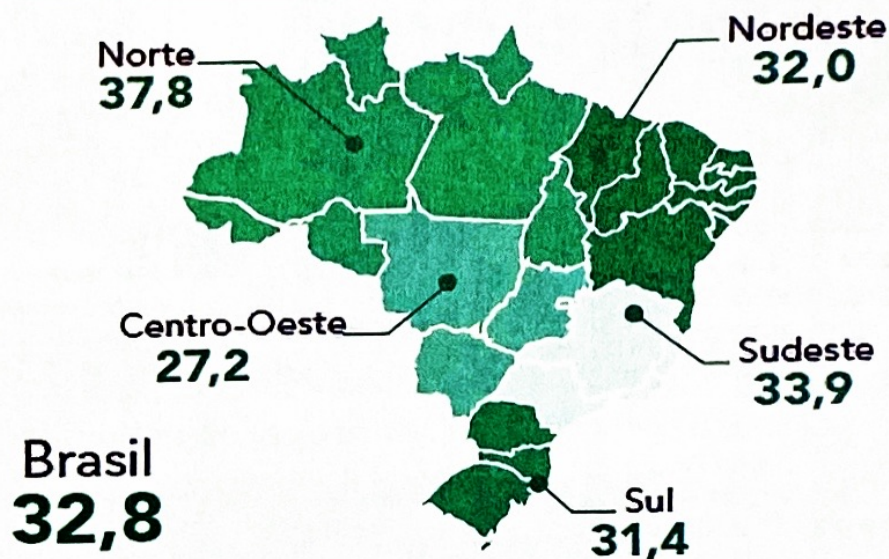 Norte
37,8
Nordeste
32,0
Centro-Oeste
27,2
Sudeste
33,9
Brasil
32,8
Sul
31,4